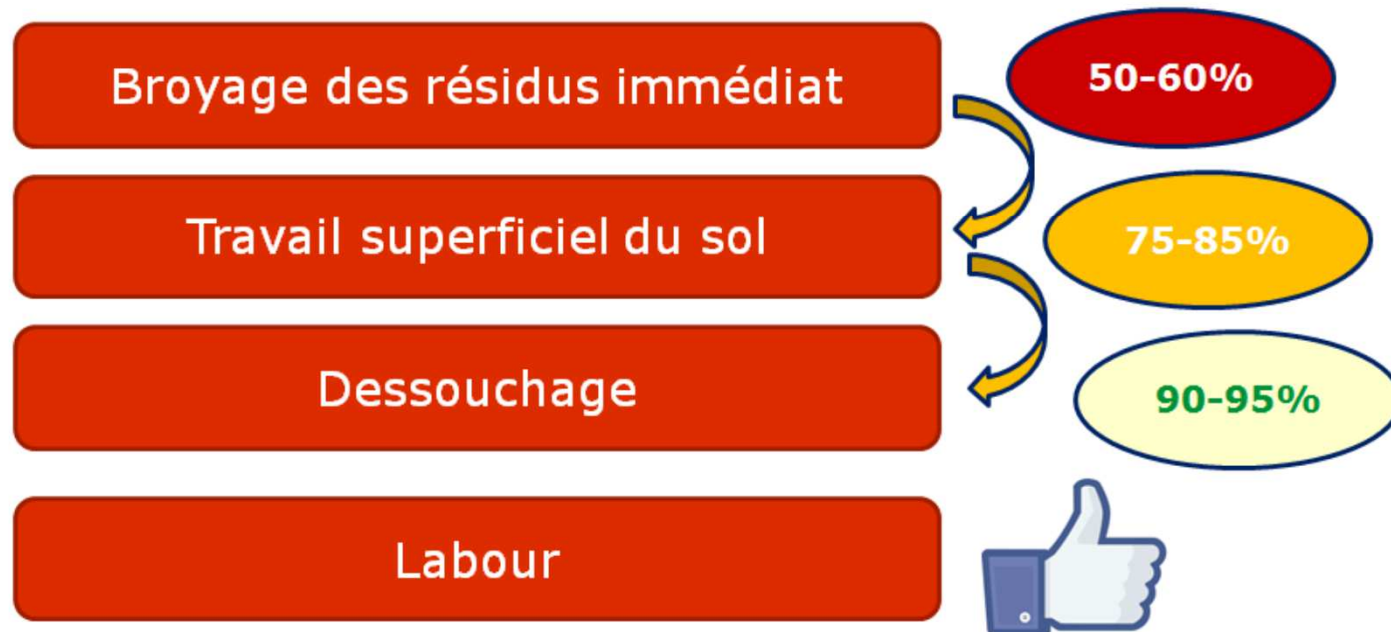 Broyage des résidus immédiat
50-60%
Travail superficiel du sol
75-85%
Dessouchage
90-95%
Labour